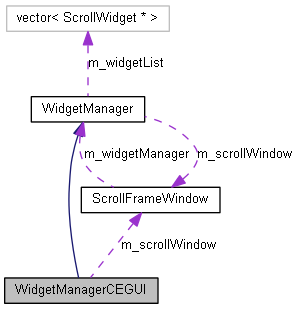 vector< ScrollWidget * >
m_widgetList
WidgetManager
m_widgetManager
m_scrollWindow
ScrollFrameWindow
m_scrollWindow
WidgetManagerCEGUI